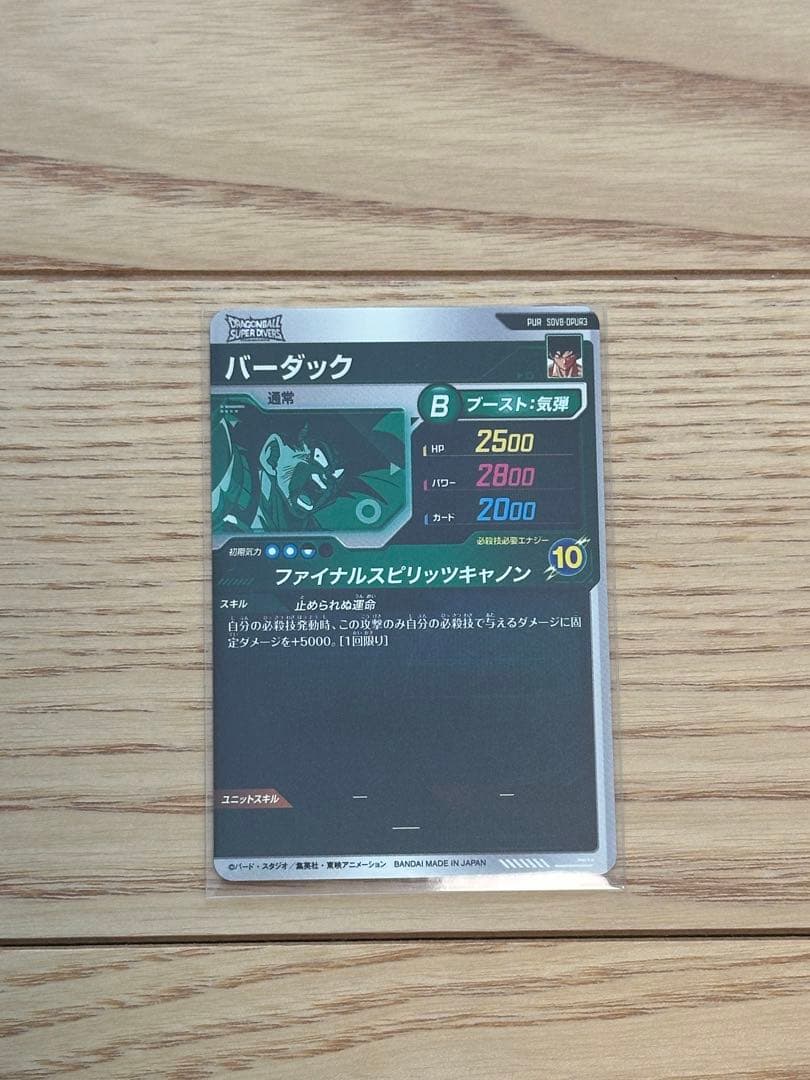 DRAGONBALL
SUPER DIVERS
PUR SDV8-DPUR3
バーダック
通常
B ブースト:気弾
HP 2500
パワー 2800
ガード 2000
初期気力
必殺技必要エナジー
10
ファイナルスピリッツキャノン
スキル 止められぬ運命
自分の必殺技発動時、この攻撃のみ自分の必殺技で与えるダメージに固
定ダメージを+5000。[1回限り]
ユニットスキル
©バード・スタジオ/集英社・東映アニメーション BANDAI MADE IN JAPAN